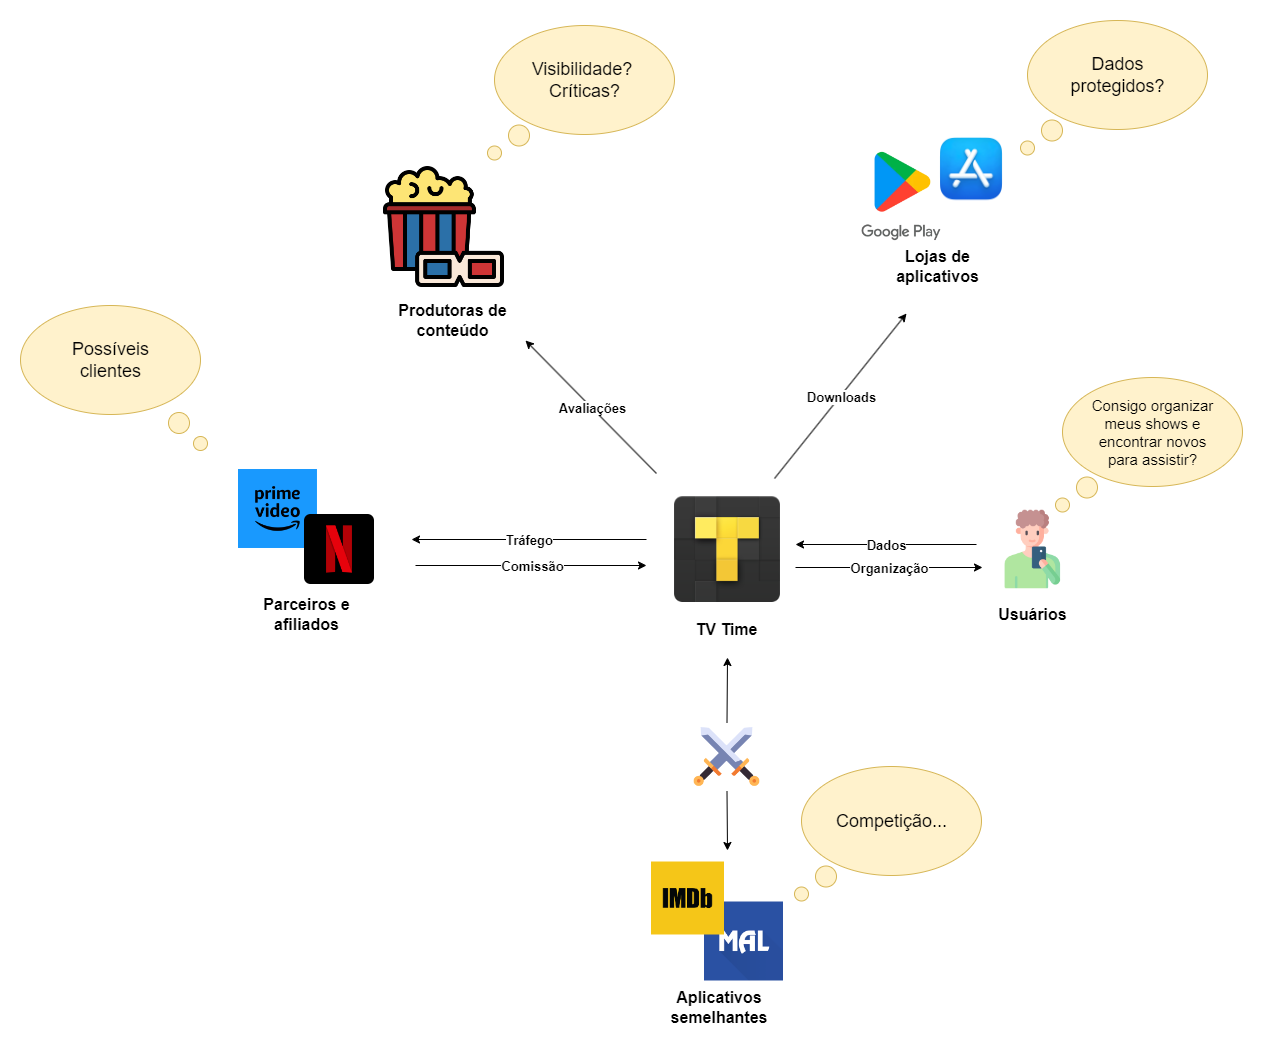 Visibilidade?
Críticas?
Dados
protegidos?
Google Play
Lojas de
aplicativos
Produtoras de
conteúdo
Possíveis
clientes
Avaliações
Downloads
Consigo organizar
meus shows e
encontrar novos
para assistir?
prime
video
N
Tráfego
Comissão
T
Dados
Organização
Parceiros e
afiliados
TV Time
Usuários
Competição...
IMDb
MAL
Aplicativos
semelhantes